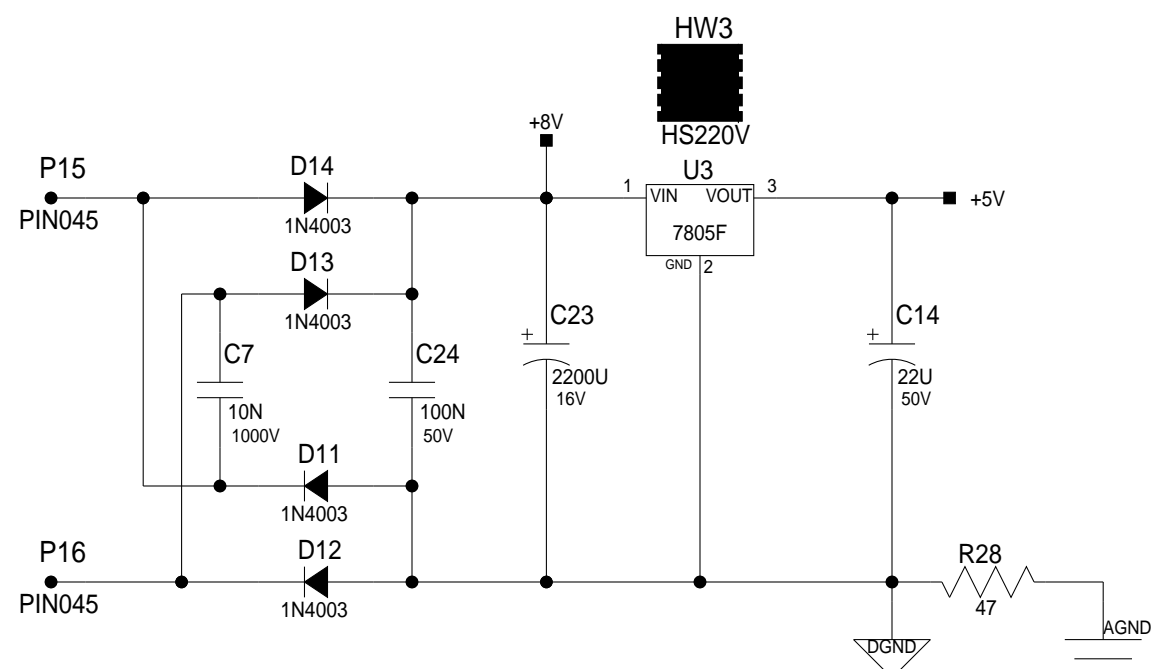 HW3
HS220V
+8V
P15
PIN045
D14
1N4003
U3
1
VIN
VOUT
3
7805F
GND
2
+5V
D13
1N4003
C7
10N
1000V
C24
100N
50V
C23
+
2200U
16V
C14
+
22U
50V
D11
1N4003
P16
PIN045
D12
1N4003
R28
47
DGND
AGND